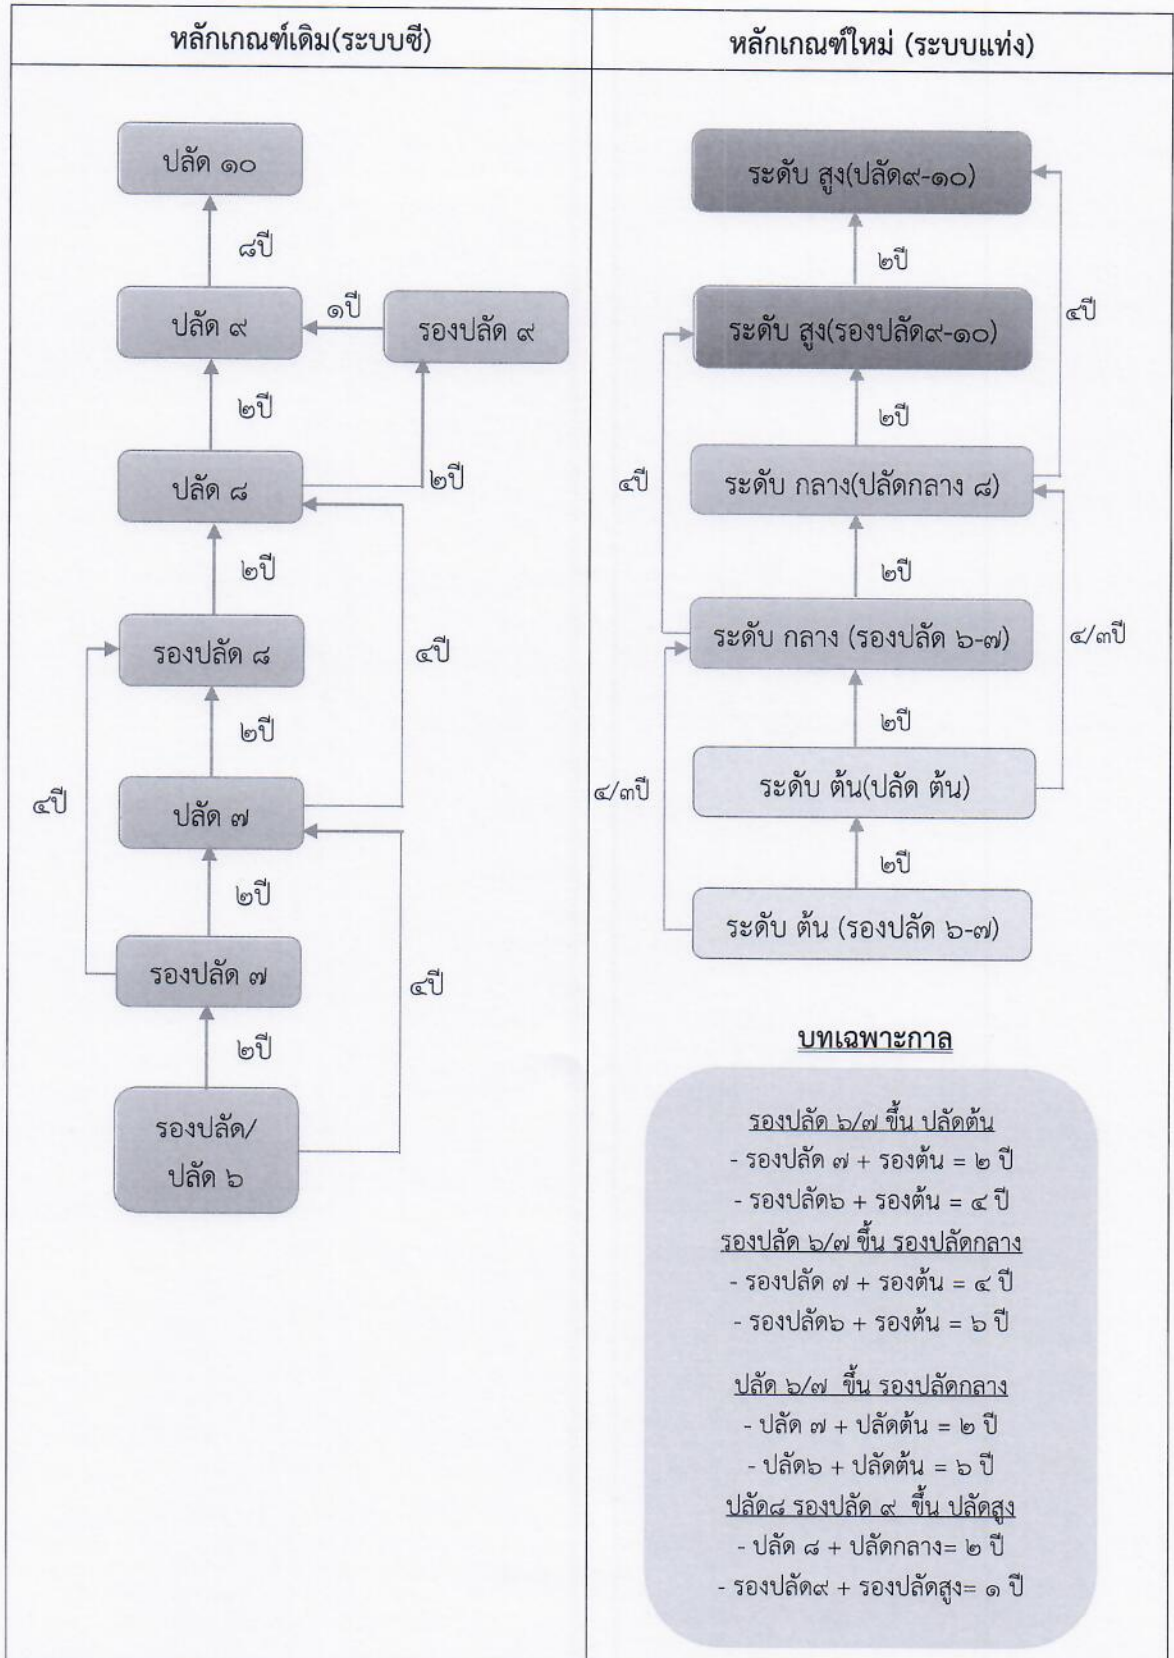 หลักเกณฑ์เดิม(ระบบซี)
ปลัด ๑๐
๘ปี
ปลัด ๙
๑ปี
รองปลัด ๙
๒ปี
ปลัด ๘
๒ปี
๒ปี
รองปลัด ๘
๔ปี
๒ปี
๔ปี
ปลัด ๗
๒ปี
รองปลัด ๗
๔ปี
๒ปี
รองปลัด/
ปลัด ๖
หลักเกณฑ์ใหม่ (ระบบแท่ง)
ระดับ สูง(ปลัด๙-๑๐)
๒ปี
๔ปี
ระดับ สูง(รองปลัด๙-๑๐)
๒ปี
๔ปี
ระดับ กลาง(ปลัดกลาง ๘)
๒ปี
ระดับ กลาง (รองปลัด ๖-๗)
๔/๓ปี
๒ปี
ระดับ ต้น(ปลัด ต้น)
๔/๓ปี
๒ปี
ระดับ ต้น (รองปลัด ๖-๗)
บทเฉพาะกาล
รองปลัด ๖/๗ ขึ้น ปลัดต้น
- รองปลัด ๗ + รองต้น = ๒ ปี
- รองปลัด๖ + รองต้น = ๔ ปี
รองปลัด ๖/๗ ขึ้น รองปลัดกลาง
- รองปลัด ๗ + รองต้น = ๔ ปี
- รองปลัด๖ + รองต้น = ๖ ปี
ปลัด ๖/๗ ขึ้น รองปลัดกลาง
- ปลัด ๗ + ปลัดต้น = ๒ ปี
- ปลัด๖ + ปลัดต้น = ๖ ปี
ปลัด๘ รองปลัด ๙ ขึ้น ปลัดสูง
- ปลัด ๘ + ปลัดกลาง= ๒ ปี
- รองปลัด๙ + รองปลัดสูง= ๑ ปี